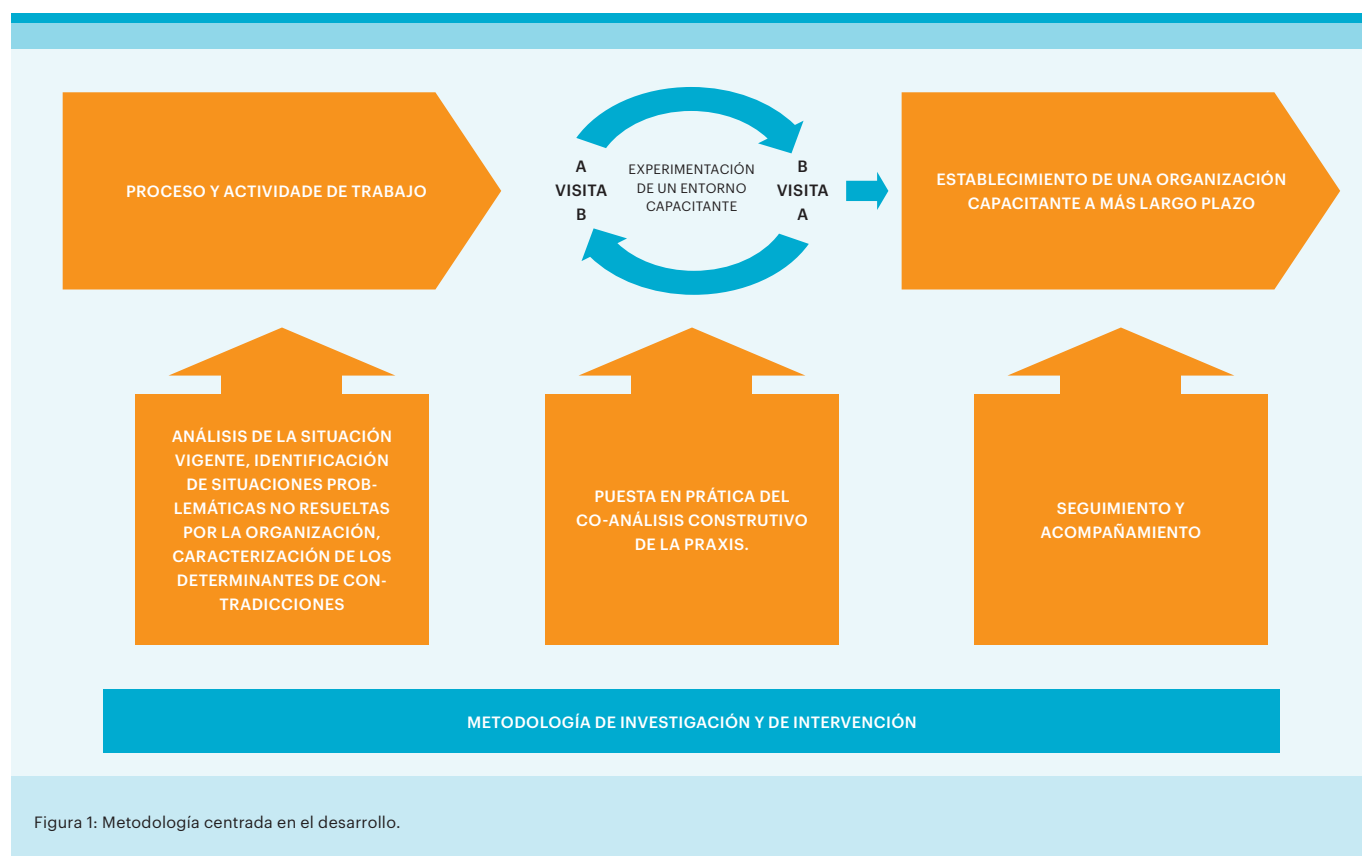 PROCESO Y ACTIVIDADE DE TRABAJO
A
VISITA
B
EXPERIMENTACIÓN
DE UN ENTORNO
CAPACITANTE
B
VISITA
A
ESTABLECIMIENTO DE UNA ORGANIZACIÓN
CAPACITANTE A MÁS LARGO PLAZO
ANÁLISIS DE LA SITUACIÓN
VIGENTE, IDENTIFICACIÓN
DE SITUACIONES PROB-
LEMÁTICAS NO RESUELTAS
POR LA ORGANIZACIÓN,
CARACTERIZACIÓN DE LOS
DETERMINANTES DE CON-
TRADICCIONES
PUESTA EN PRÁTICA DEL
CO-ANÁLISIS CONSTRUTIVO
DE LA PRAXIS.
SEGUIMIENTO Y
ACOMPAÑAMIENTO
METODOLOGÍA DE INVESTIGACIÓN Y DE INTERVENCIÓN
Figura 1: Metodología centrada en el desarrollo.